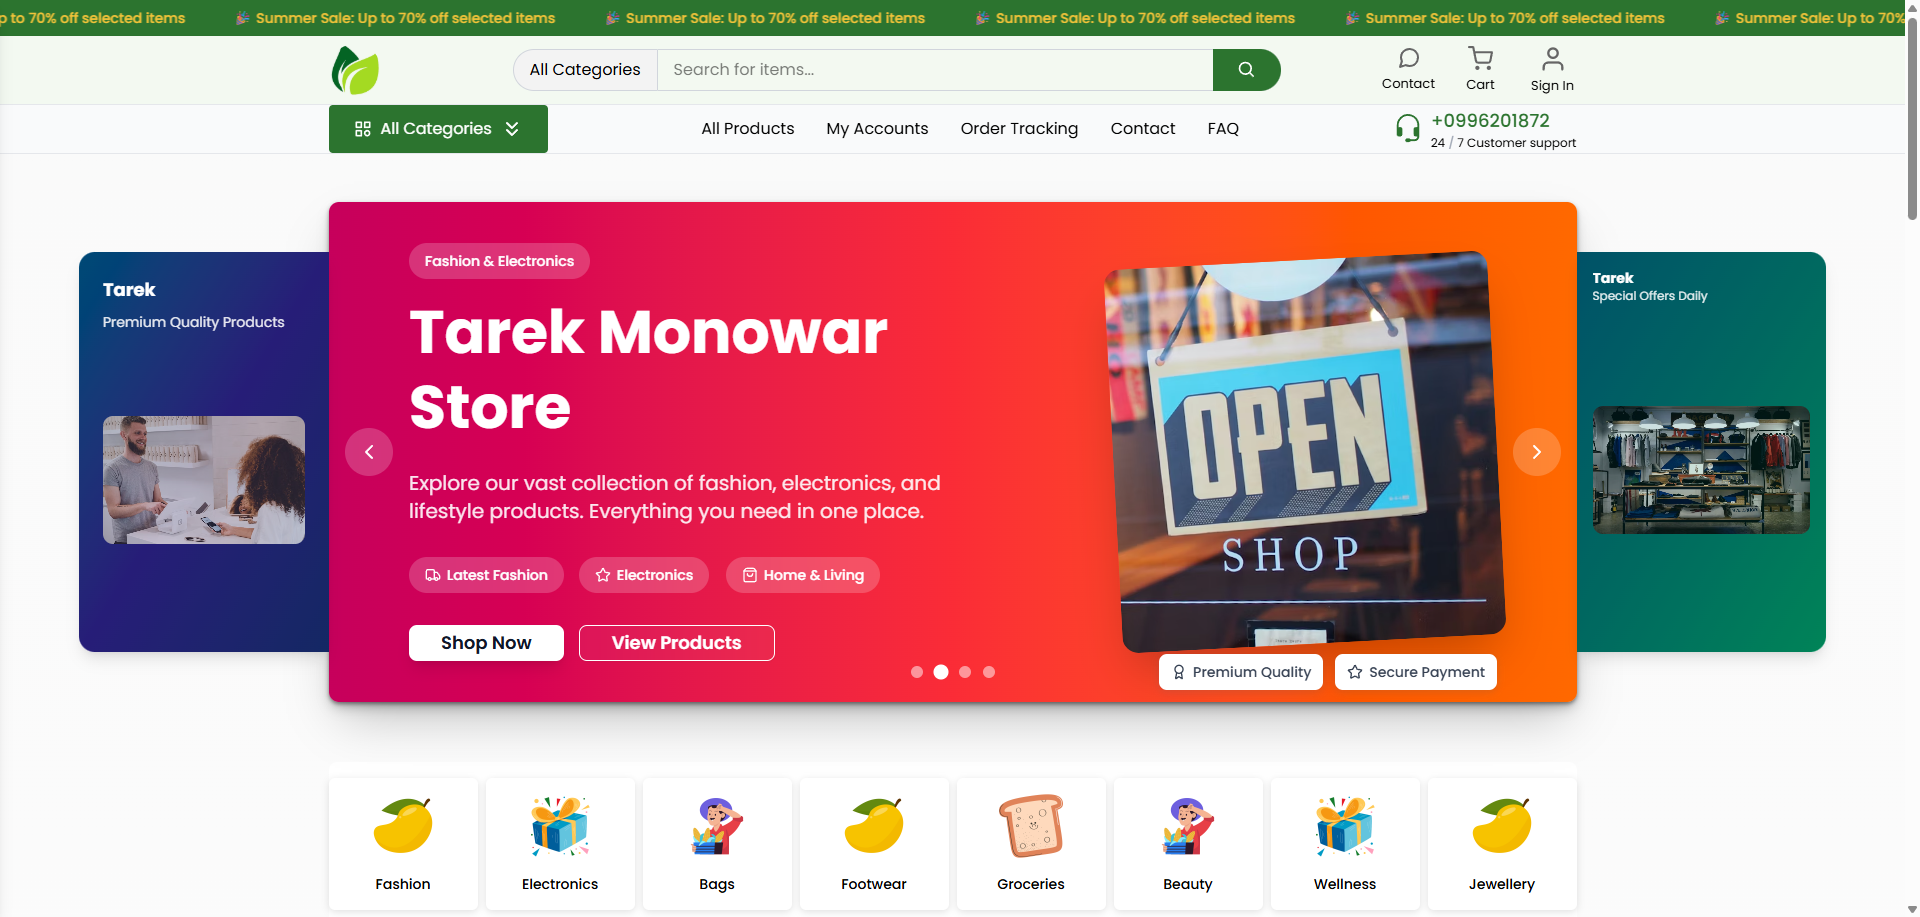 p to 70% off selected items 🎉 Summer Sale: Up to 70% off selected items 🎉 Summer Sale: Up to 70% off selected items 🎉 Summer Sale: Up to 70% off selected items 🎉 Summer Sale: Up to 70% off selected items 🎉 Summer Sale: Up to 70%
All Categories Search for items...
Contact Cart Sign In
All Categories All Products My Accounts Order Tracking Contact FAQ
+0996201872
24 / 7 Customer support
Tarek
Premium Quality Products
Fashion & Electronics
Tarek Monowar
Store
Explore our vast collection of fashion, electronics, and
lifestyle products. Everything you need in one place.
Latest Fashion Electronics Home & Living
Shop Now View Products
OPEN
SHOP
Premium Quality Secure Payment
Tarek
Special Offers Daily
Fashion Electronics Bags Footwear Groceries Beauty Wellness Jewellery